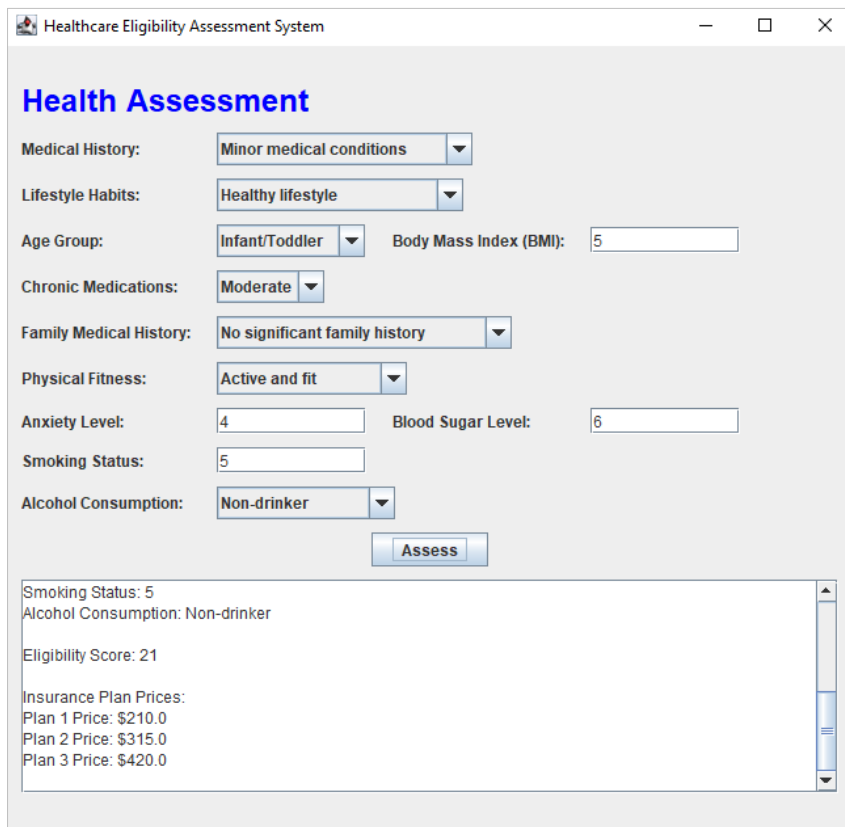 Healthcare Eligibility Assessment System
Health Assessment
Medical History: Minor medical conditions
Lifestyle Habits: Healthy lifestyle
Age Group: Infant/Toddler Body Mass Index (BMI): 5
Chronic Medications: Moderate
Family Medical History: No significant family history
Physical Fitness: Active and fit
Anxiety Level: 4 Blood Sugar Level: 6
Smoking Status: 5
Alcohol Consumption: Non-drinker
Assess
Smoking Status: 5
Alcohol Consumption: Non-drinker
Eligibility Score: 21
Insurance Plan Prices:
Plan 1 Price: $210.0
Plan 2 Price: $315.0
Plan 3 Price: $420.0